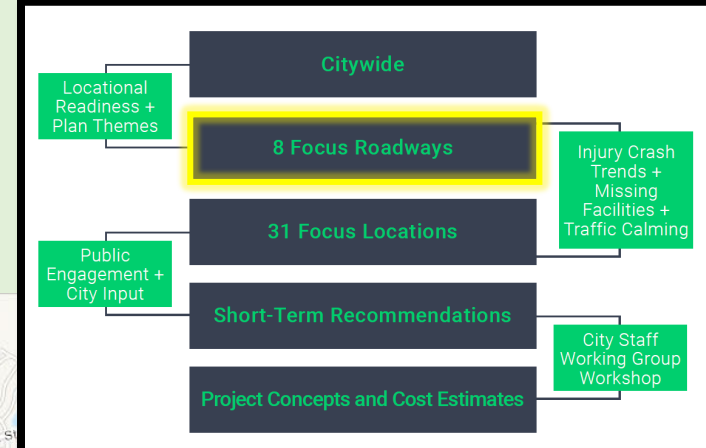 Citywide
Locational
Readiness +
Plan Themes
8 Focus Roadways
Injury Crash
Trends +
Missing
Facilities +
Traffic Calming
31 Focus Locations
Public
Engagement +
City Input
Short-Term Recommendations
City Staff
Working Group
Workshop
Project Concepts and Cost Estimates